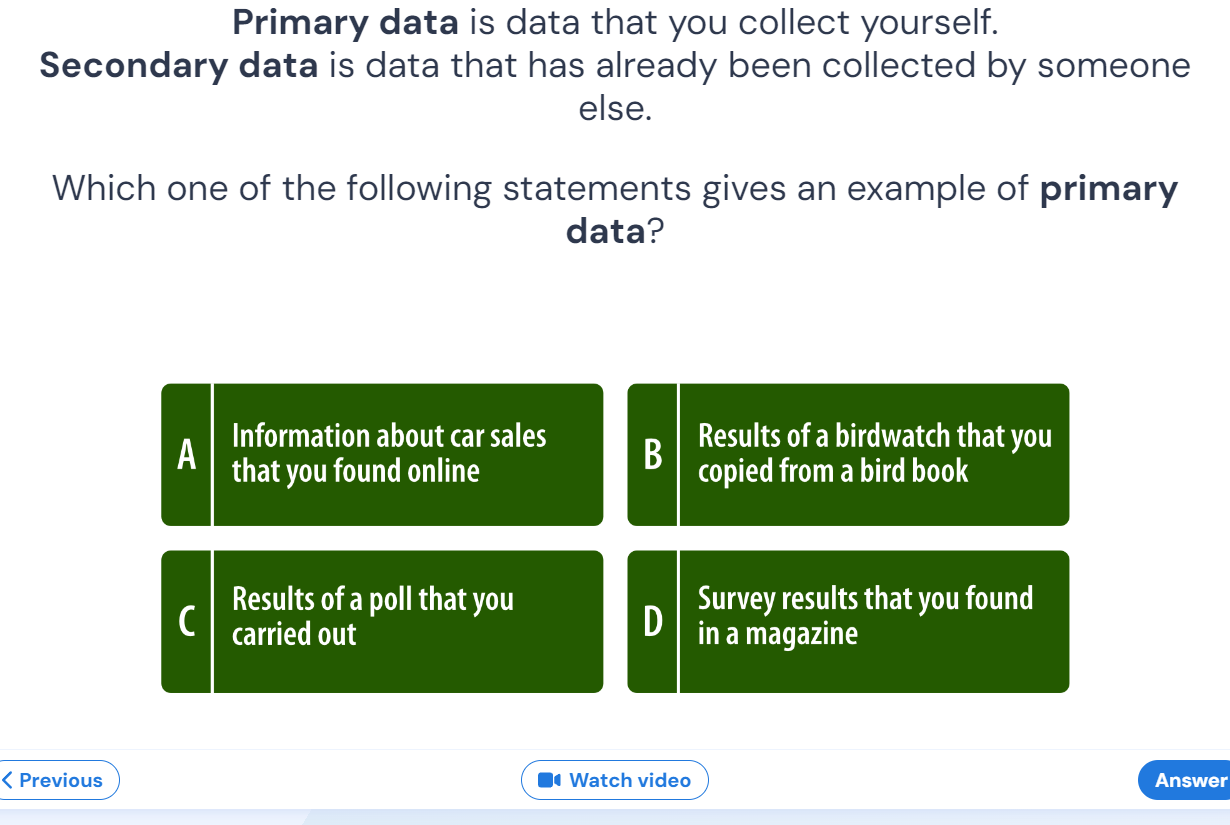 Primary data is data that you collect yourself.
Secondary data is data that has already been collected by someone
else.
Which one of the following statements gives an example of primary
data?
A
Information about car sales
that you found online
B
Results of a birdwatch that you
copied from a bird book
C
Results of a poll that you
carried out
D
Survey results that you found
in a magazine
Previous
Watch video
Answer